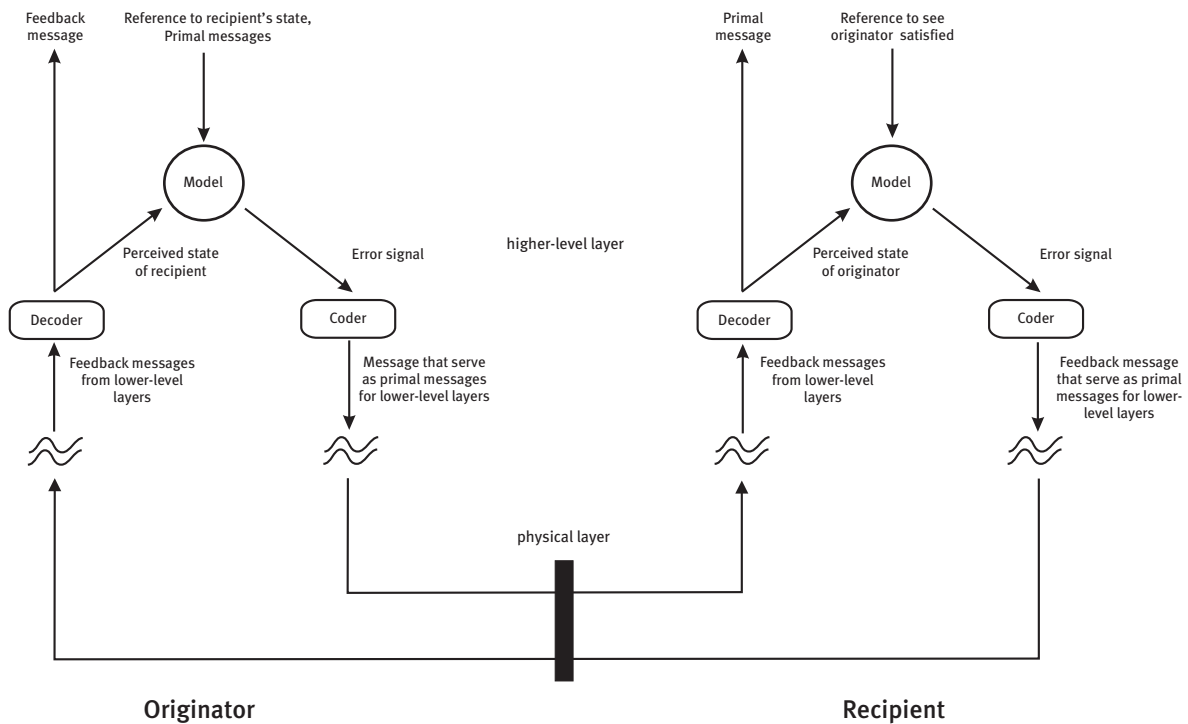 Feedback
message
Reference to recipient's state,
Primal messages
Primal
message
Reference to see
originator satisfied
Model
Model
Perceived state
of recipient
Error signal
higher-level layer
Perceived state
of originator
Error signal
Decoder
Coder
Decoder
Coder
Feedback messages
from lower-level
layers
Message that serve
as primal messages
for lower-level layers
Feedback messages
from lower-level
layers
Feedback message
that serve as primal
messages for lower-
level layers
physical layer
Originator
Recipient